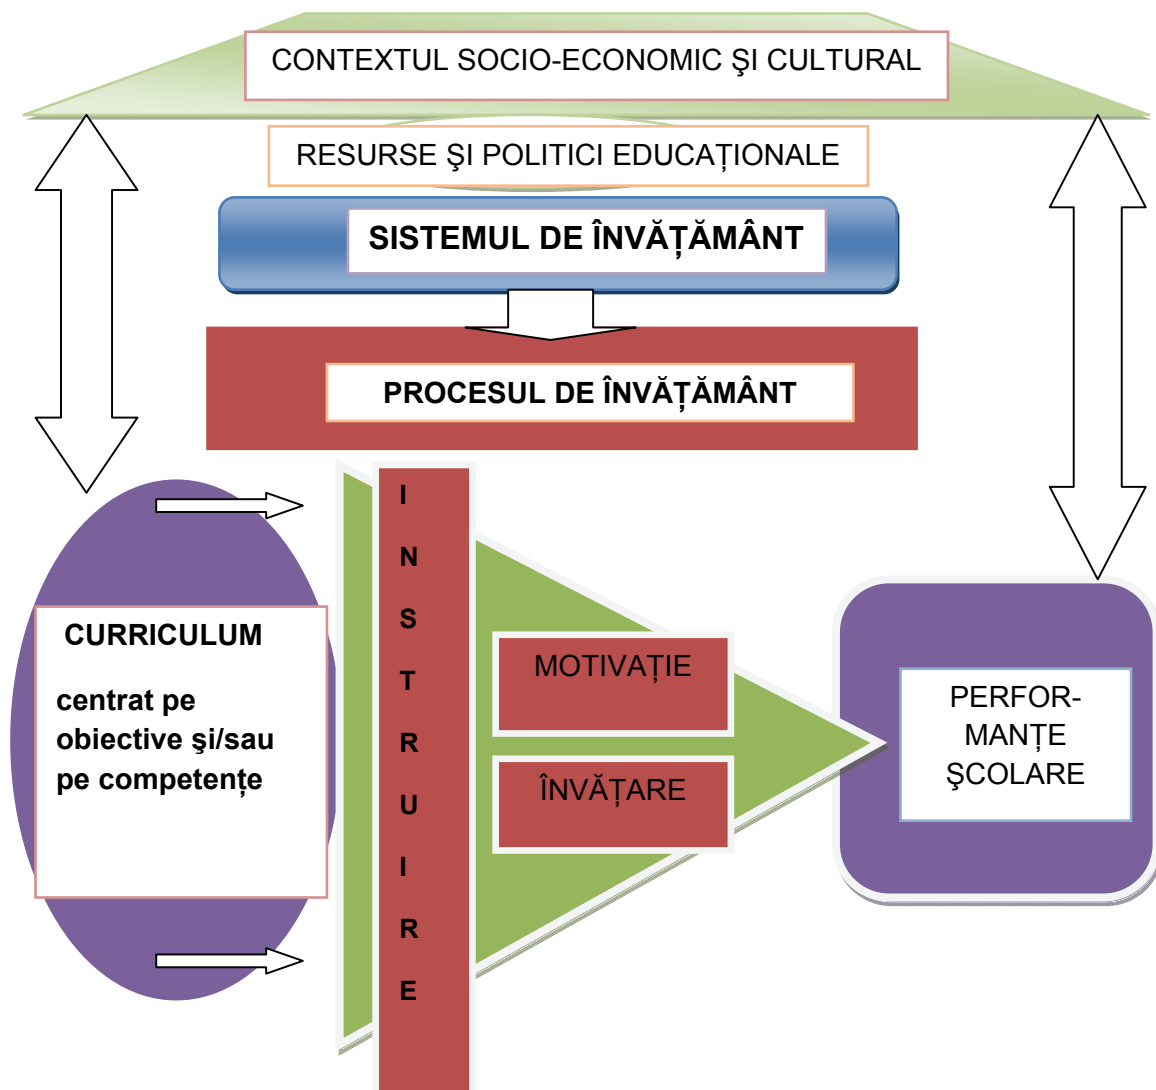 CONTEXTUL SOCIO-ECONOMIC ŞI CULTURAL
RESURSE ŞI POLITICI EDUCAȚIONALE
SISTEMUL DE ÎNVĂȚĂMÂNT
PROCESUL DE ÎNVĂȚĂMÂNT
CURRICULUM
centrat pe
obiective şi/sau
pe competențe
I
N
S
T
R
U
I
R
E
MOTIVAȚIE
ÎNVĂȚARE
PERFOR-
MANȚE
ŞCOLARE